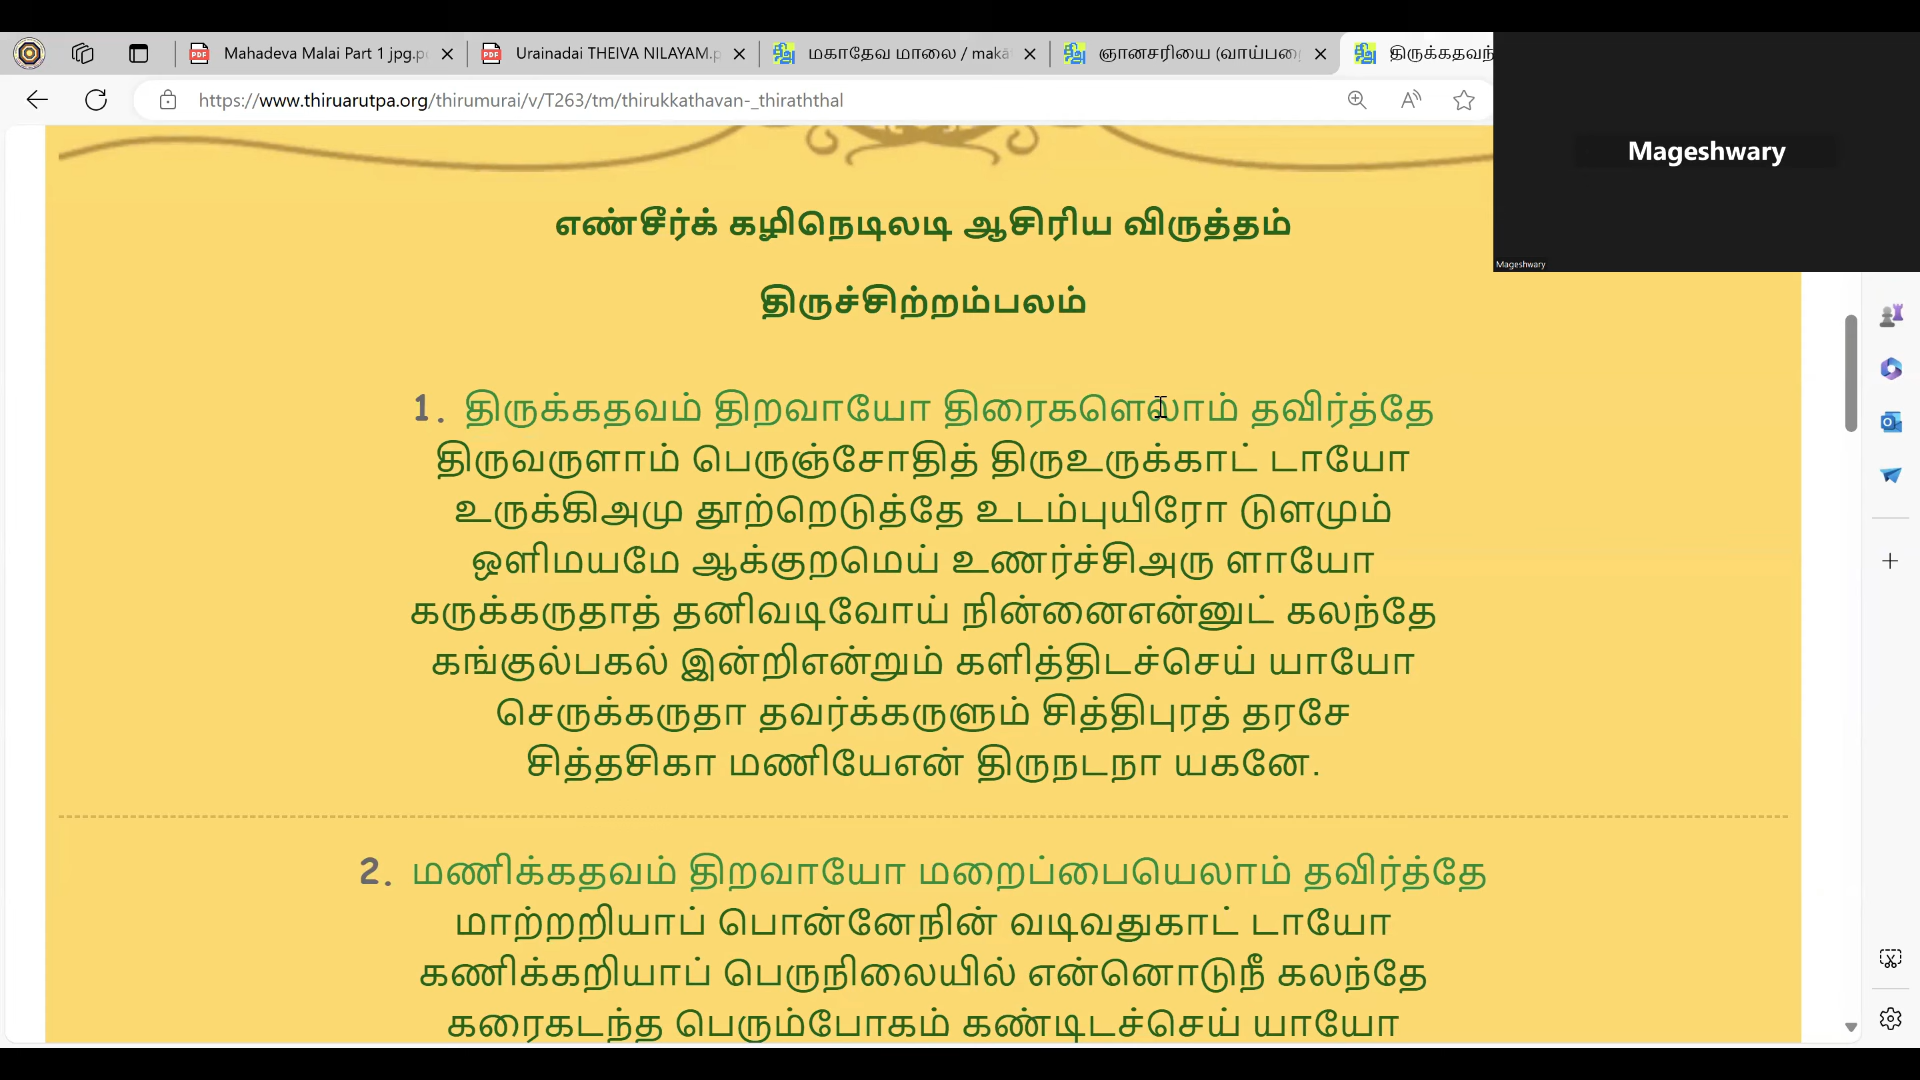 Mahadeva Malai Part 1 jpg.p
Urainadai THEIVA NILAYAM.p
மகாதேவ மாலை / makā
ஞானசரியை (வாய்பறை
திருக்கதவந்
https://www.thiruarutpa.org/thirumurai/v/T263/tm/thirukkathavan-_thiraththal
Mageshwary
Mageshwary
எண்சீர்க் கழிநெடிலடி ஆசிரிய விருத்தம்
திருச்சிற்றம்பலம்
1. திருக்கதவம் திறவாயோ திரைகளெலாம் தவிர்த்தே
திருவருளாம் பெருஞ்சோதித் திருஉருக்காட் டாயோ
உருக்கிஅமு தூற்றெடுத்தே உடம்புயிரோ டுளமும்
ஒளிமயமே ஆக்குறமெய் உணர்ச்சிஅரு ளாயோ
கருக்கருதாத் தனிவடிவோய் நின்னைஎன்னுட் கலந்தே
கங்குல்பகல் இன்றிஎன்றும் களித்திடச்செய் யாயோ
செருக்கருதா தவர்க்கருளும் சித்திபுரத் தரசே
சித்தசிகா மணியேஎன் திருநடநா யகனே.
2. மணிக்கதவம் திறவாயோ மறைப்பையெலாம் தவிர்த்தே
மாற்றறியாப் பொன்னேநின் வடிவதுகாட் டாயோ
கணிக்கறியாப் பெருநிலையில் என்னொடுநீ கலந்தே
கரைகடந்த பெரும்போகம் கண்டிடச்செய் யாயோ